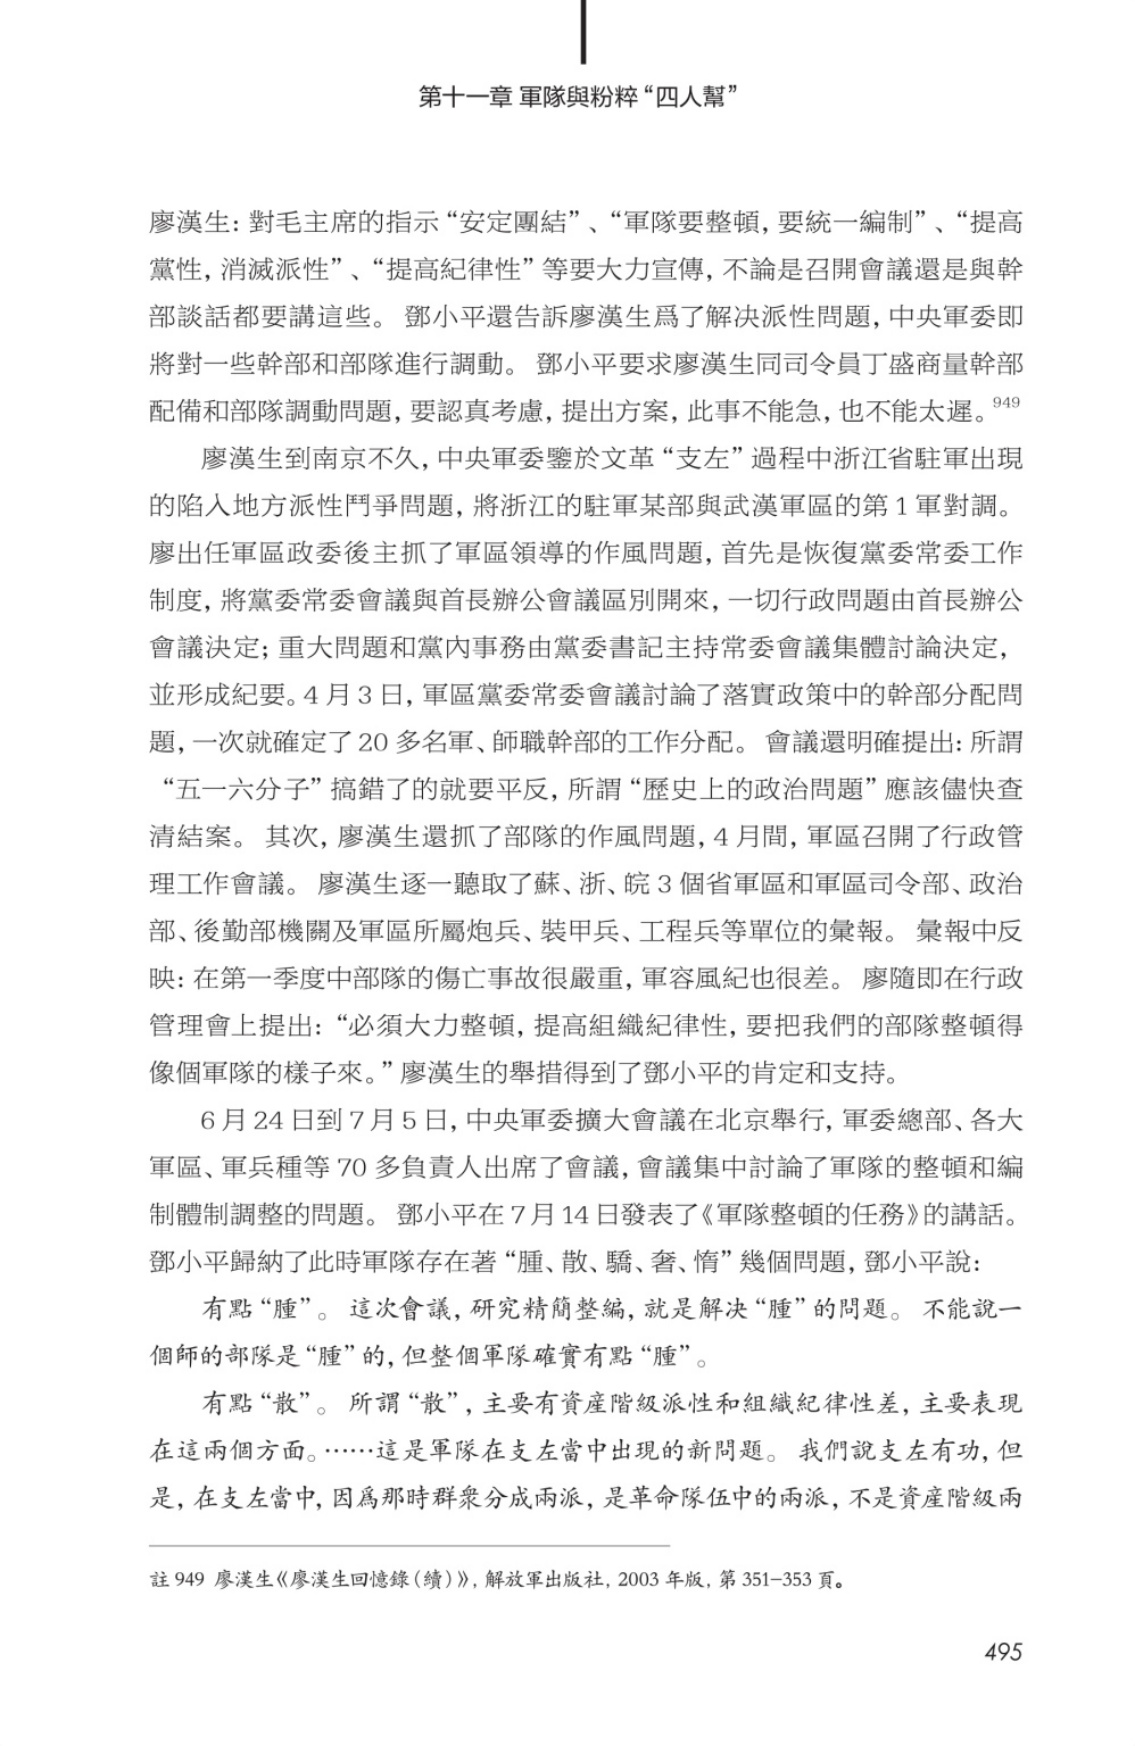 第十一章 軍隊與粉粹“四人幫”
廖漢生：對毛主席的指示“安定團結”、“軍隊要整頓，要統一編制”、“提高
黨性，消滅派性”、“提高紀律性”等要大力宣傳，不論是召開會議還是與幹
部談話都要講這些。 鄧小平還告訴廖漢生爲了解決派性問題，中央軍委即
將對一些幹部和部隊進行調動。 鄧小平要求廖漢生同司令員丁盛商量幹部
配備和部隊調動問題，要認真考慮，提出方案，此事不能急，也不能太遲。949
廖漢生到南京不久，中央軍委鑒於文革“支左”過程中浙江省駐軍出現
的陷入地方派性鬥爭問題，將浙江的駐軍某部與武漢軍區的第1軍對調。
廖出任軍區政委後主抓了軍區領導的作風問題，首先是恢復黨委常委工作
制度，將黨委常委會議與首長辦公會議區別開來，一切行政問題由首長辦公
會議決定；重大問題和黨內事務由黨委書記主持常委會議集體討論決定，
並形成紀要。4月3日，軍區黨委常委會議討論了落實政策中的幹部分配問
題，一次就確定了20多名軍、師職幹部的工作分配。 會議還明確提出：所謂
“五一六分子”搞錯了的就要平反，所謂“歷史上的政治問題”應該儘快查
清結案。 其次，廖漢生還抓了部隊的作風問題，4月間，軍區召開了行政管
理工作會議。 廖漢生逐一聽取了蘇、浙、皖3個省軍區和軍區司令部、政治
部、後勤部機關及軍區所屬炮兵、裝甲兵、工程兵等單位的彙報。 彙報中反
映：在第一季度中部隊的傷亡事故很嚴重，軍容風紀也很差。 廖隨即在行政
管理會上提出：“必須大力整頓，提高組織紀律性，要把我們的部隊整頓得
像個軍隊的樣子來。”廖漢生的舉措得到了鄧小平的肯定和支持。
6月24日到7月5日，中央軍委擴大會議在北京舉行，軍委總部、各大
軍區、軍兵種等70多負責人出席了會議，會議集中討論了軍隊的整頓和編
制體制調整的問題。 鄧小平在7月14日發表了《軍隊整頓的任務》的講話。
鄧小平歸納了此時軍隊存在著“腫、散、驕、奢、惰”幾個問題，鄧小平說：
有點“腫”。 這次會議，研究精簡整編，就是解決“腫”的問題。 不能說一
個師的部隊是“腫”的，但整個軍隊確實有點“腫”。
有點“散”。 所謂“散”，主要有資産階級派性和組織紀律性差，主要表現
在這兩個方面。……這是軍隊在支左當中出現的新問題。 我們說支左有功，但
是，在支左當中，因爲那時群衆分成兩派，是革命隊伍中的兩派，不是資産階級兩
註 949 廖漢生《廖漢生回憶錄（續）》，解放軍出版社，2003年版，第351–353頁。
495